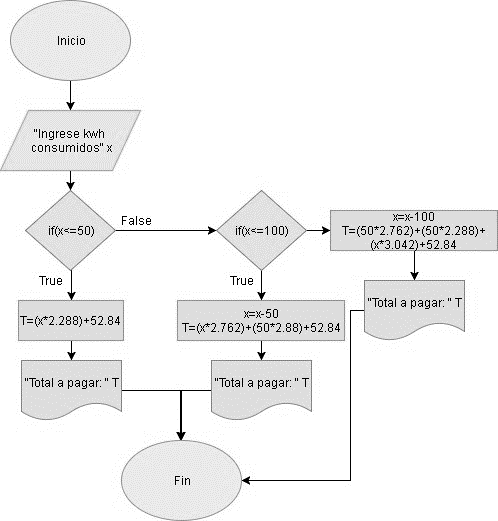 Inicio
"Ingrese kwh
consumidos" x
if(x<=50)
False
if(x<=100)
x=x-100
T=(50*2.762)+(50*2.288)+
(x*3.042)+52.84
True
True
T=(x*2.288)+52.84
x=x-50
T=(x*2.762)+(50*2.88)+52.84
"Total a pagar: " T
"Total a pagar: " T
"Total a pagar: " T
Fin